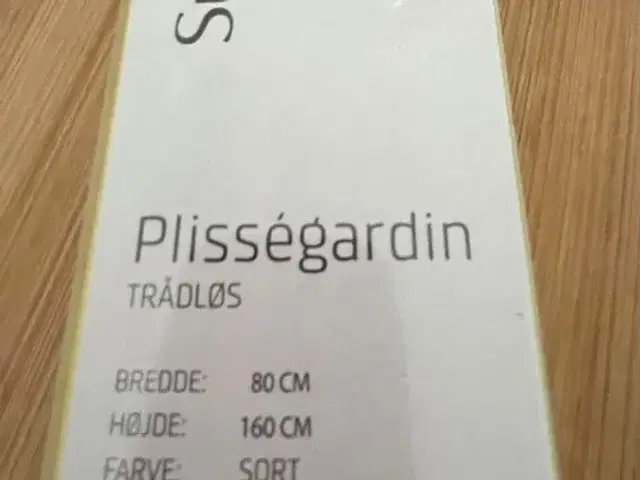 Plisségardin
TRÅDLØS
BREDDE: 80 CM
HØJDE: 160 CM
FARVE: SORT